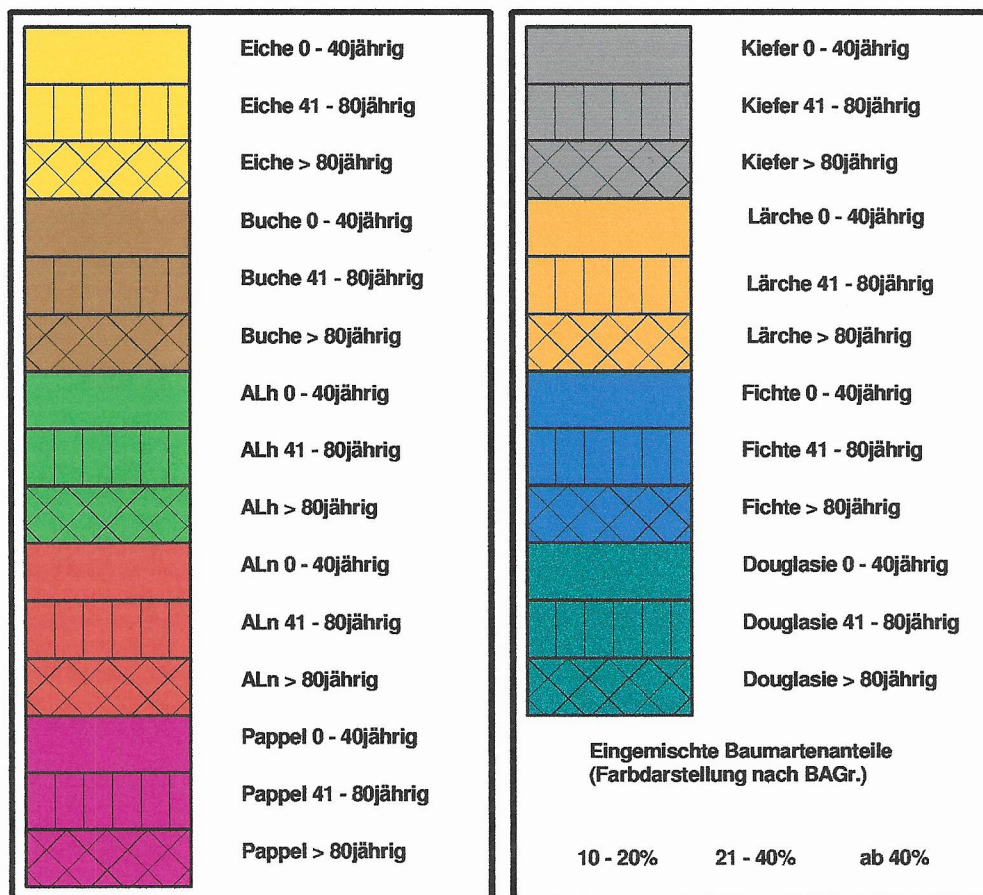 Eiche 0 - 40jährig
Eiche 41 - 80jährig
Eiche > 80jährig
Buche 0 - 40jährig
Buche 41 - 80jährig
Buche > 80jährig
ALh 0 - 40jährig
ALh 41 - 80jährig
ALh > 80jährig
ALn 0 - 40jährig
ALn 41 - 80jährig
ALn > 80jährig
Pappel 0 - 40jährig
Pappel 41 - 80jährig
Pappel > 80jährig
Kiefer 0 - 40jährig
Kiefer 41 - 80jährig
Kiefer > 80jährig
Lärche 0 - 40jährig
Lärche 41 - 80jährig
Lärche > 80jährig
Fichte 0 - 40jährig
Fichte 41 - 80jährig
Fichte > 80jährig
Douglasie 0 - 40jährig
Douglasie 41 - 80jährig
Douglasie > 80jährig
Eingemischte Baumartenanteile
(Farbdarstellung nach BAGr.)
10 - 20% 21 - 40% ab 40%